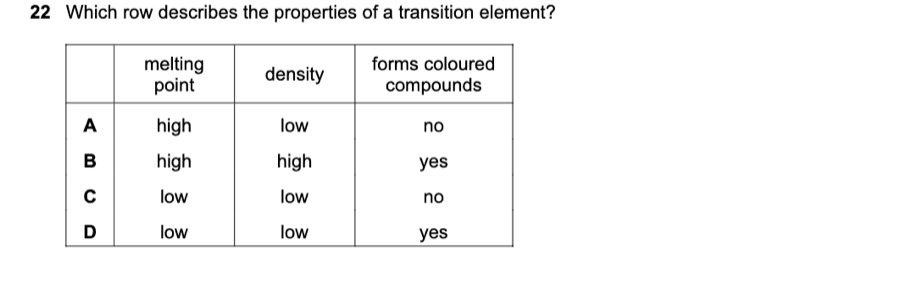 22 Which row describes the properties of a transition element?
melting point density forms coloured compounds
A high low no
B high high yes
C low low no
D low low yes